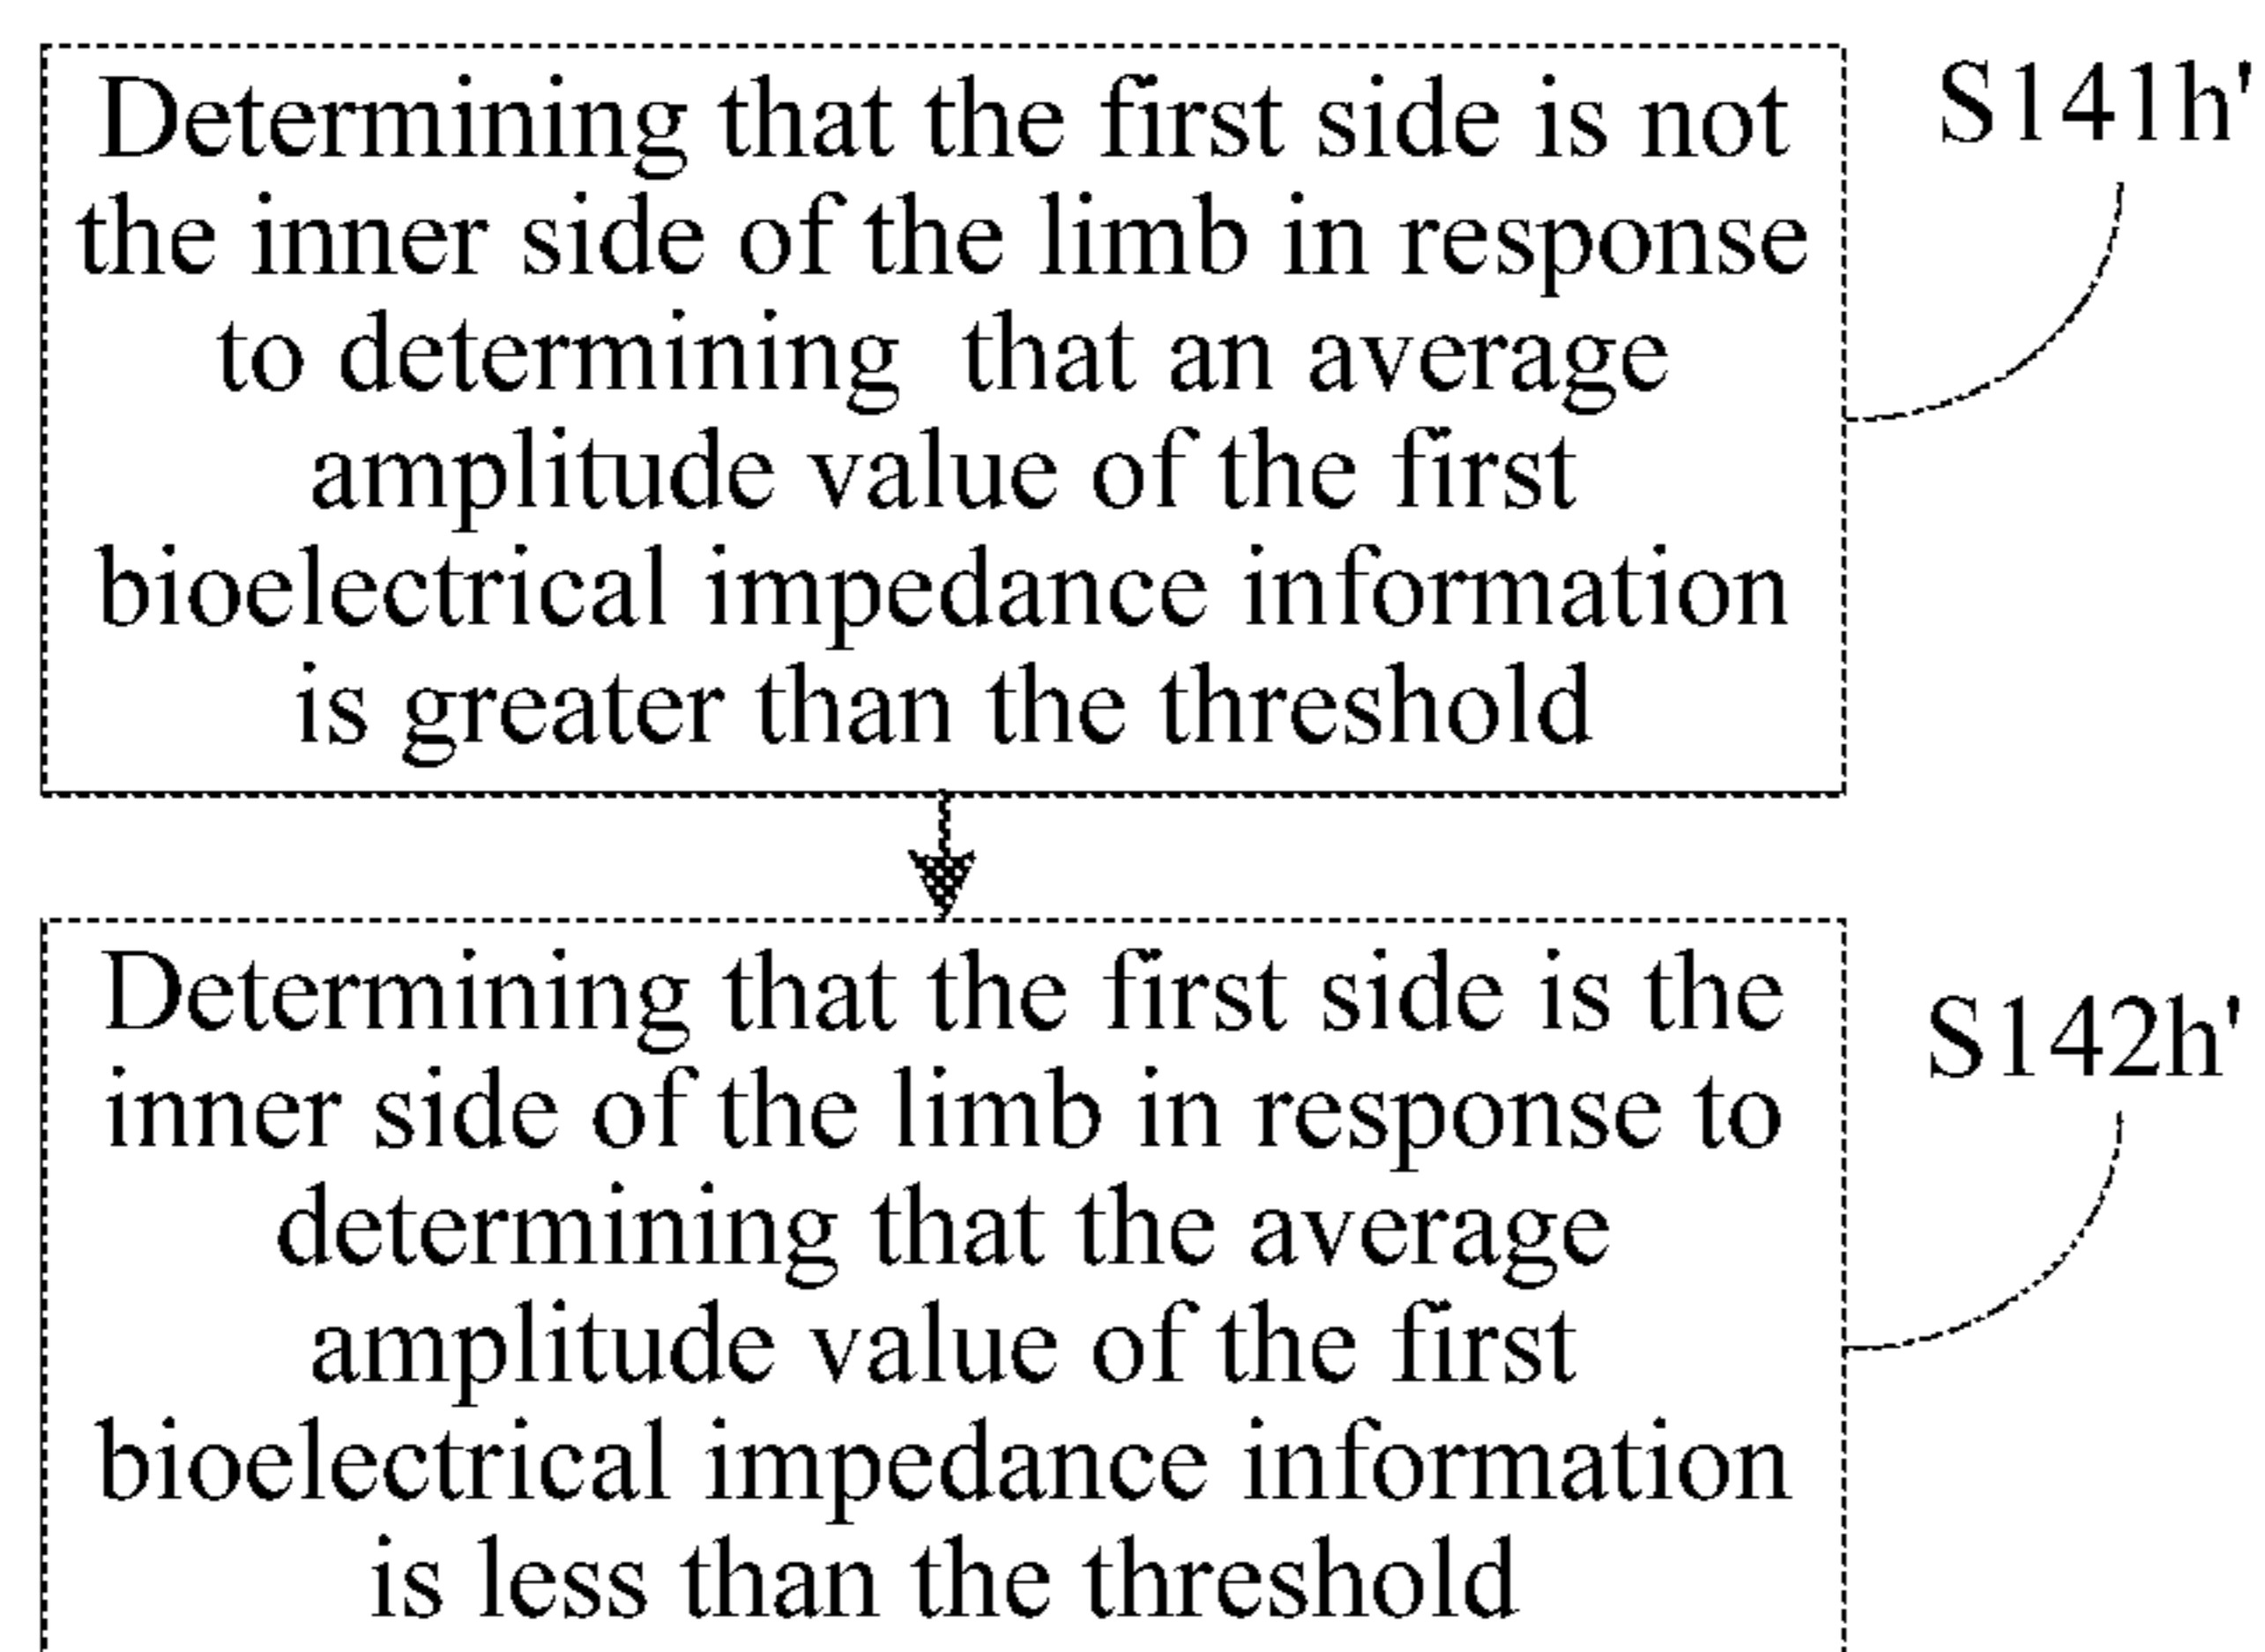 Determining that the first side is not
the inner side of the limb in response
to determining that an average
amplitude value of the first
bioelectrical impedance information
is greater than the threshold
S141h'
Determining that the first side is the
inner side of the limb in response to
determining that the average
amplitude value of the first
bioelectrical impedance information
is less than the threshold
S142h'